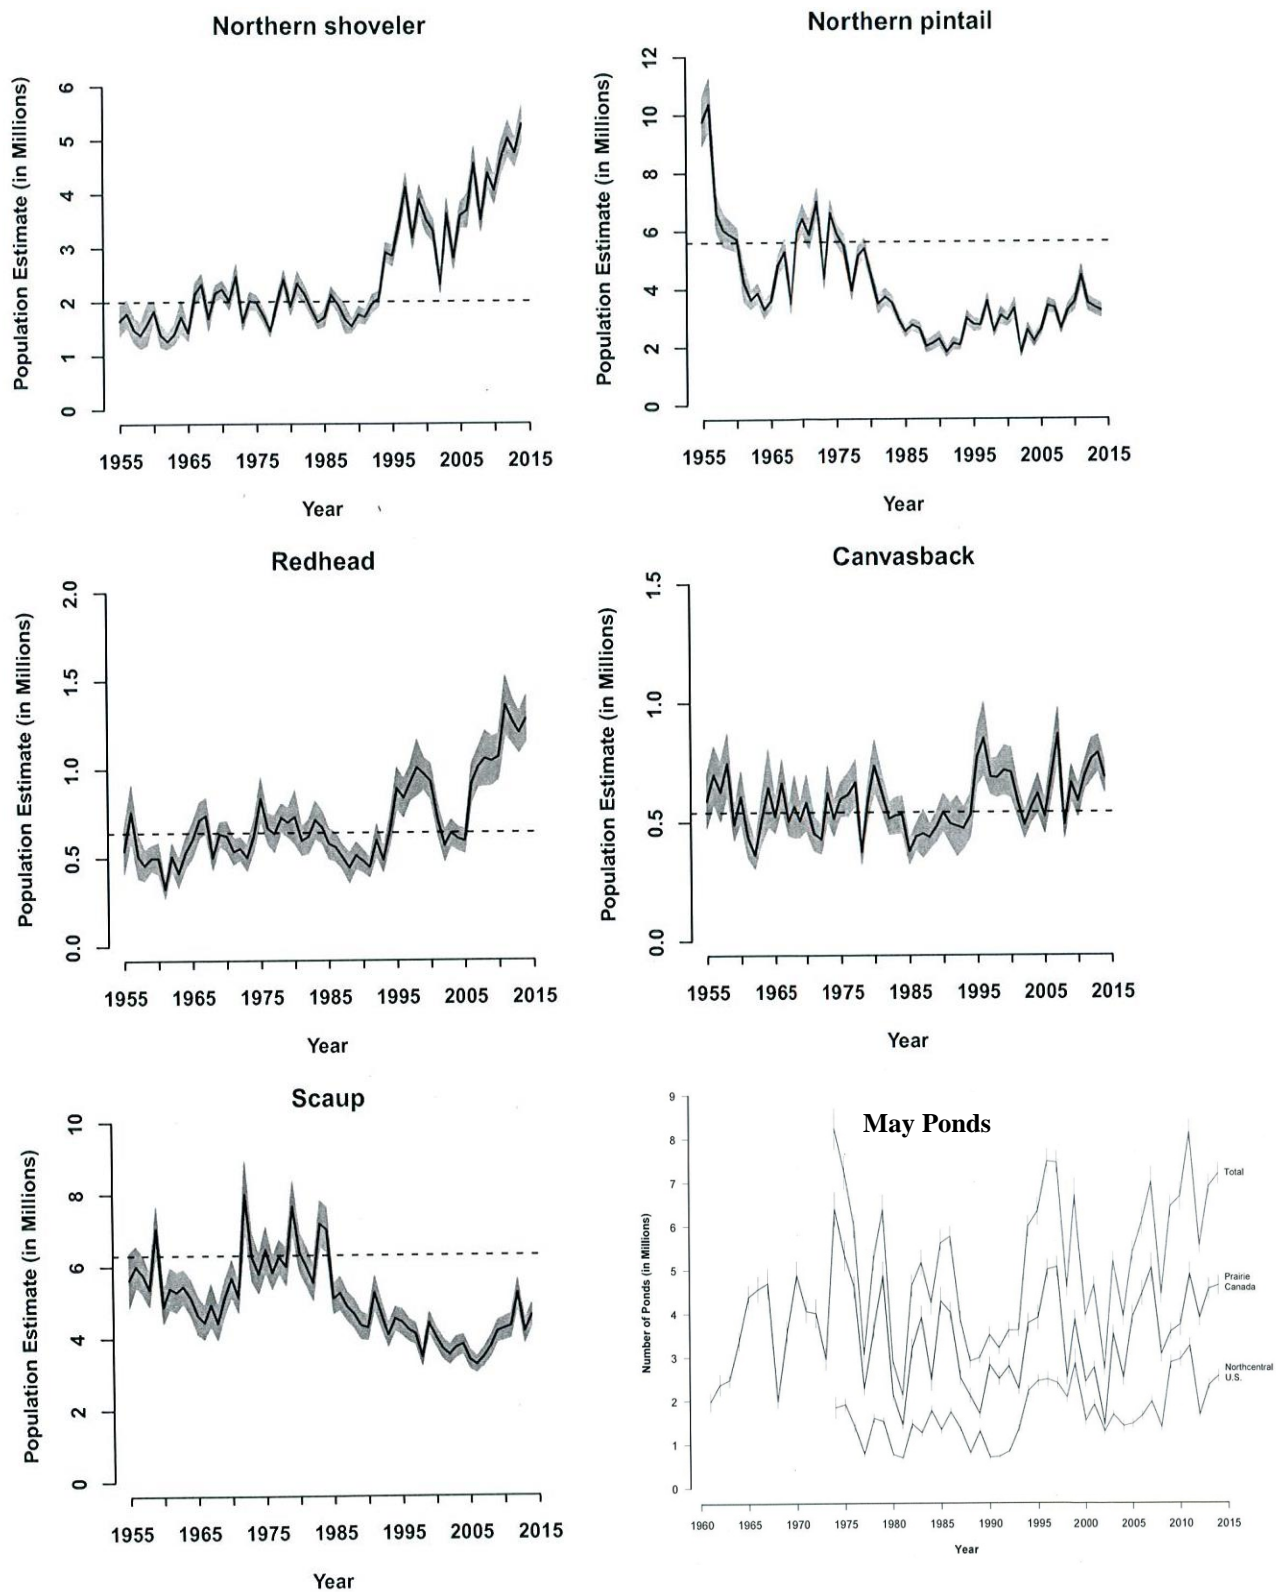 Northern shoveler
Population Estimate (in Millions)
6
5
4
3
2
1
0
1955 1965 1975 1985 1995 2005 2015
Year
Northern pintail
Population Estimate (in Millions)
12
10
8
6
4
2
0
1955 1965 1975 1985 1995 2005 2015
Year
Redhead
Population Estimate (in Millions)
2.0
1.5
1.0
0.5
0.0
1955 1965 1975 1985 1995 2005 2015
Year
Canvasback
Population Estimate (in Millions)
1.5
1.0
0.5
0.0
1955 1965 1975 1985 1995 2005 2015
Year
Scaup
Population Estimate (in Millions)
10
8
6
4
2
0
1955 1965 1975 1985 1995 2005 2015
Year
May Ponds
Number of Ponds (in Millions)
9
8
7
6
5
4
3
2
1
0
Total
Prairie
Canada
Northcentral
U.S.
1960 1965 1970 1975 1980 1985 1990 1995 2000 2005 2010 2015
Year